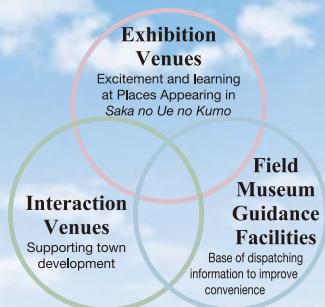 Exhibition
Venues
Excitement and learning
at Places Appearing in
Saka no Ue no Kumo
Interaction
Venues
Supporting town
development
Field
Museum
Guidance
Facilities
Base of dispatching
information to improve
convenience